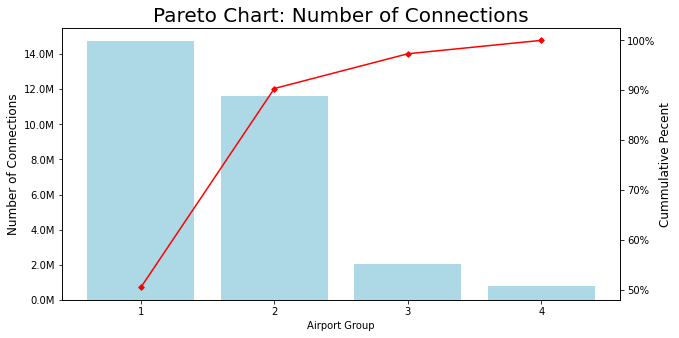 Pareto Chart: Number of Connections
14.0M
12.0M
10.0M
8.0M
6.0M
4.0M
2.0M
0.0M
Number of Connections
100%
90%
80%
70%
60%
50%
Cummulative Pecent
1 2 3 4
Airport Group